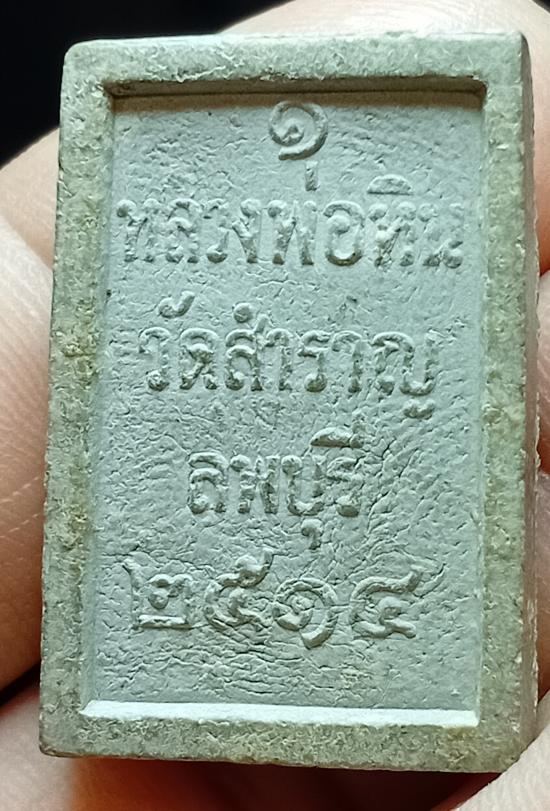 ๑
หลวงพ่อทิน
วัดสำราญ
ลพบุรี
๒๕๑๔